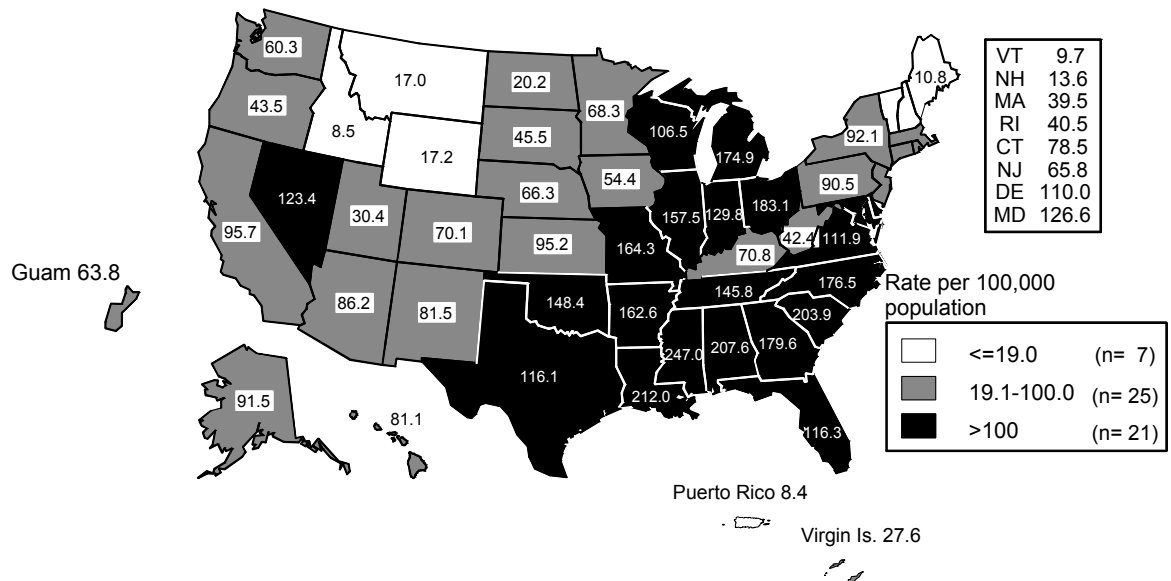 60.3
10.8
17.0
20.2
VT 9.7
NH 13.6
MA 39.5
RI 40.5
CT 78.5
NJ 65.8
DE 110.0
MD 126.6
43.5
68.3
8.5
45.5
106.5
92.1
17.2
174.9
66.3
54.4
90.5
123.4
30.4
70.1
157.5
129.8
183.1
95.7
95.2
164.3
70.8
42.4
111.9
Guam 63.8
86.2
81.5
148.4
162.6
145.8
176.5
203.9
247.0
207.6
179.6
116.1
212.0
116.3
91.5
81.1
Rate per 100,000
population
<=19.0 (n= 7)
19.1-100.0 (n= 25)
>100 (n= 21)
Puerto Rico 8.4
Virgin Is. 27.6